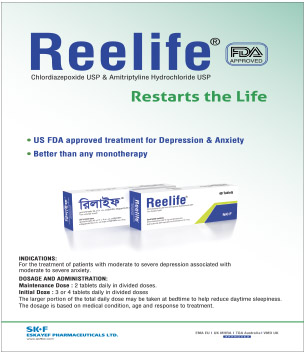 Reelife®
FDA
APPROVED
Chlordiazepoxide USP & Amitriptyline Hydrochloride USP
Restarts the Life
• US FDA approved treatment for Depression & Anxiety
• Better than any monotherapy
রিলাইফ
Reelife
SK+F
INDICATIONS:
For the treatment of patients with moderate to severe depression associated with
moderate to severe anxiety.
DOSAGE AND ADMINISTRATION:
Maintenance Dose : 2 tablets daily in divided doses.
Initial Dose : 3 or 4 tablets daily in divided doses
The larger portion of the total daily dose may be taken at bedtime to help reduce daytime sleepiness.
The dosage is based on medical condition, age and response to treatment.
SK+F
ESKAYEF PHARMACEUTICALS LTD.